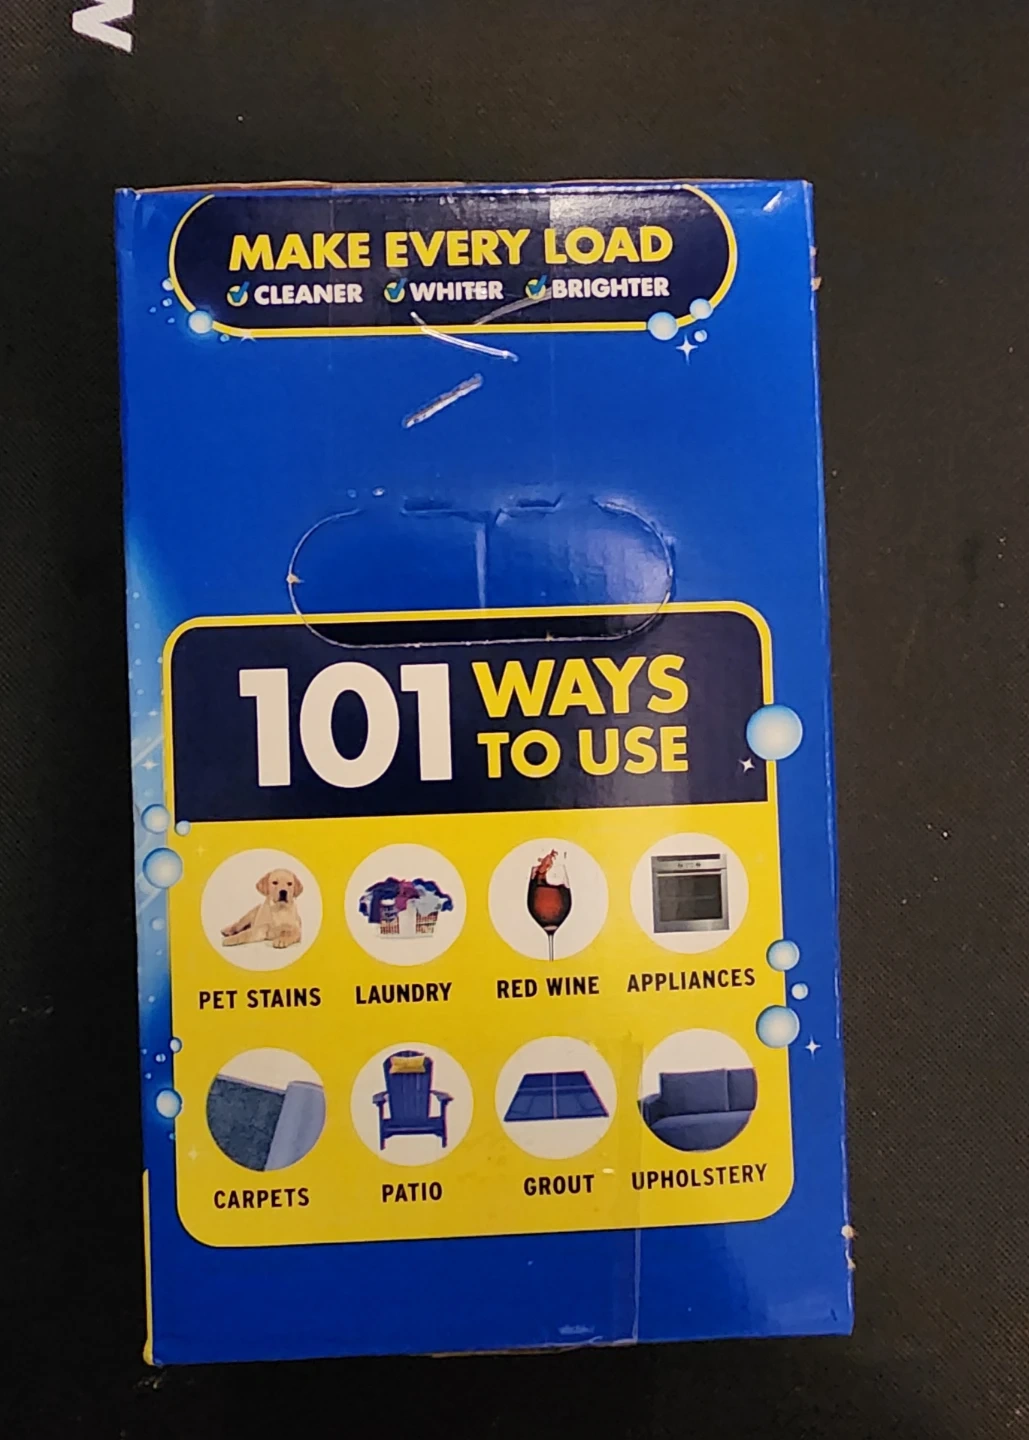 MAKE EVERY LOAD
CLEANER WHITER BRIGHTER
101 WAYS
TO USE
PET STAINS LAUNDRY RED WINE APPLIANCES
CARPETS PATIO GROUT UPHOLSTERY